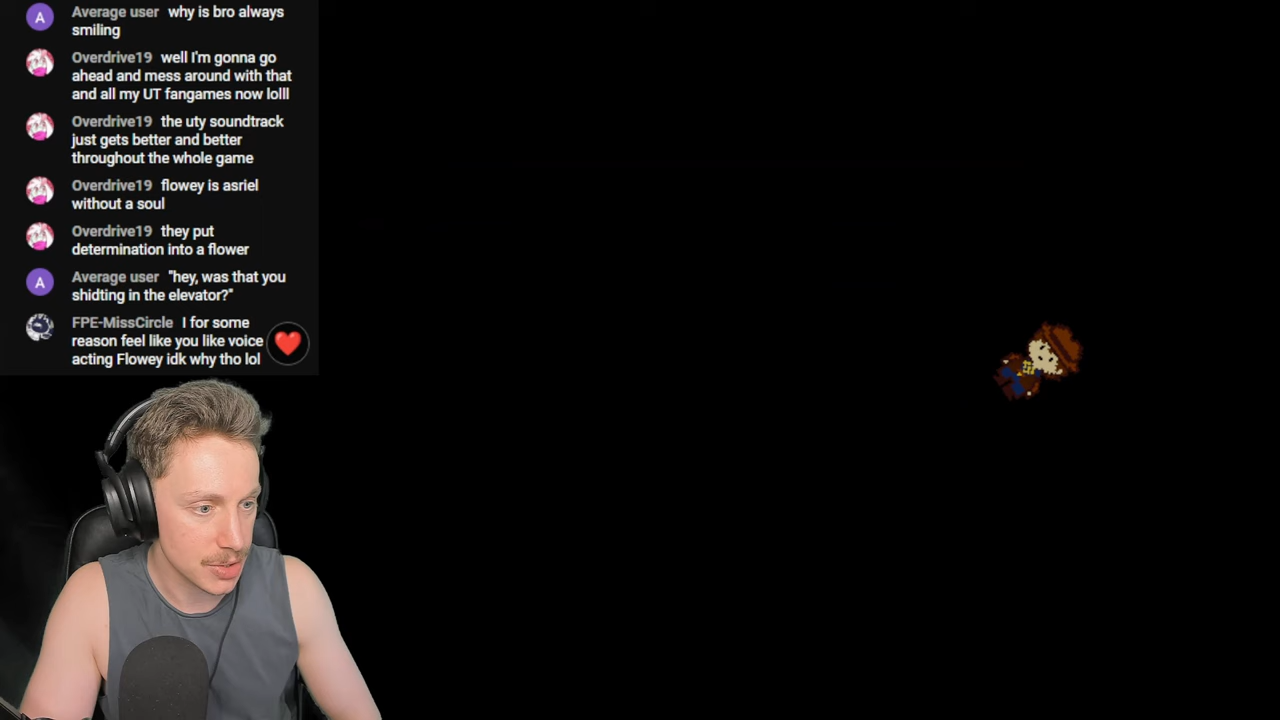 Average user why is bro always
smiling
Overdrive19 well I'm gonna go
ahead and mess around with that
and all my UT fangames now lolll
Overdrive19 the uty soundtrack
just gets better and better
throughout the whole game
Overdrive19 flowey is asriel
without a soul
Overdrive19 they put
determination into a flower
A Average user "hey, was that you
shidting in the elevator?"
FPE-MissCircle I for some
reason feel like you like voice
acting Flowey idk why tho lol